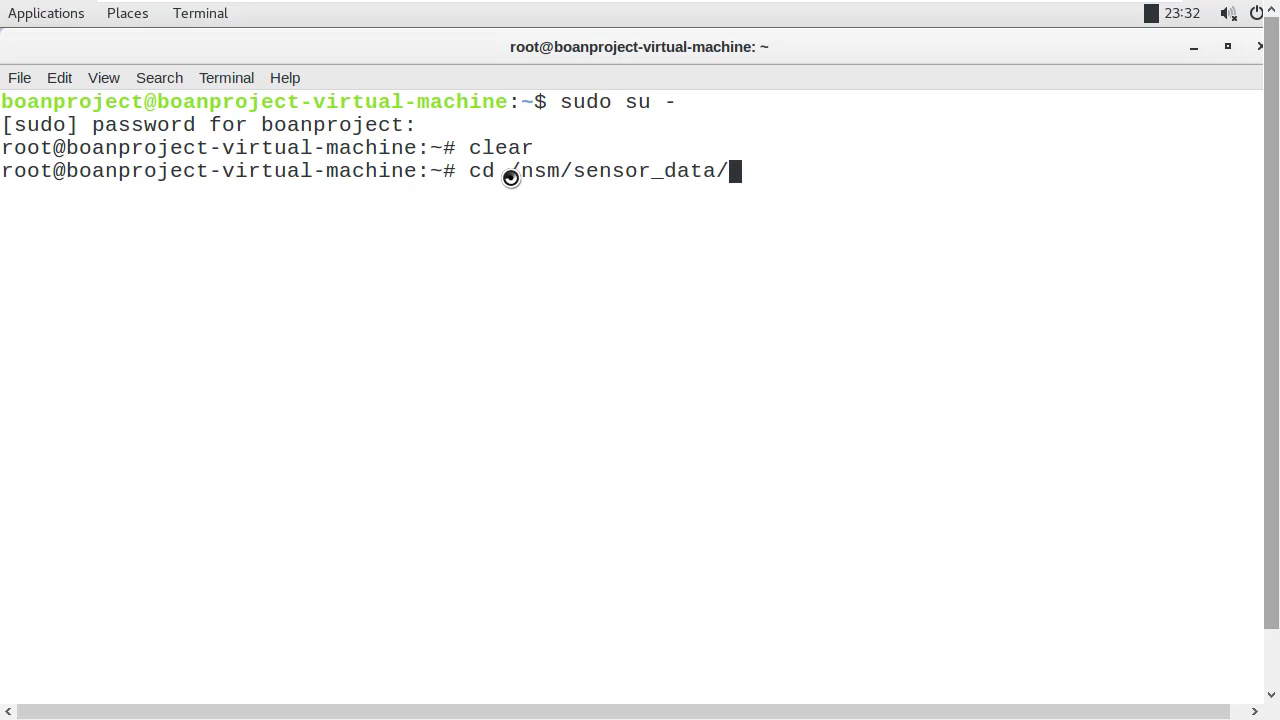 Applications Places Terminal 23:32
root@boanproject-virtual-machine: ~
File Edit View Search Terminal Help
boanproject@boanproject-virtual-machine:~$ sudo su -
[sudo] password for boanproject:
root@boanproject-virtual-machine:~# clear
root@boanproject-virtual-machine:~# cd /nsm/sensor_data/